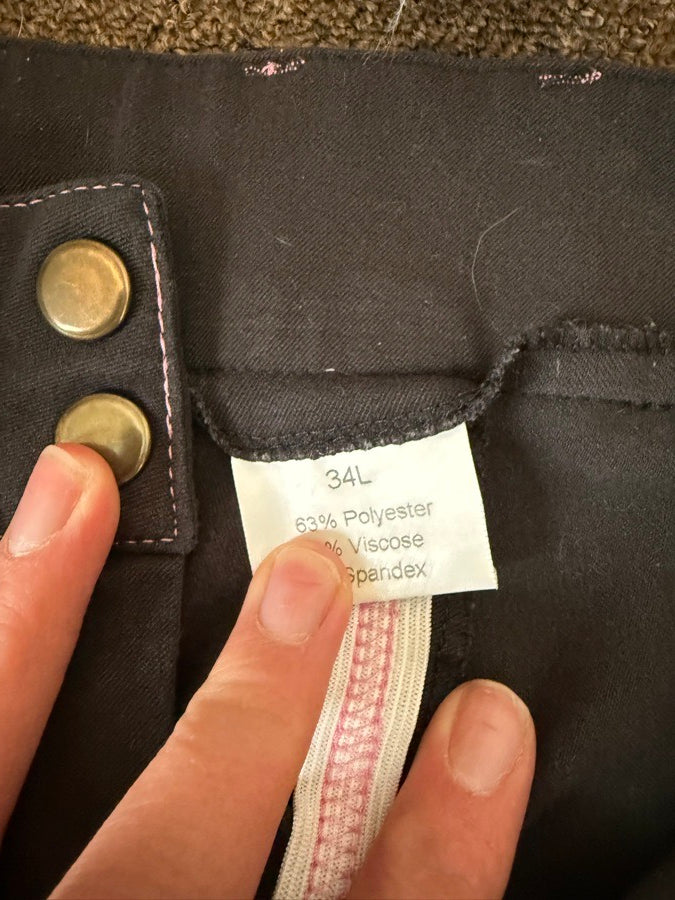 34L
63% Polyester
% Viscose
Spandex